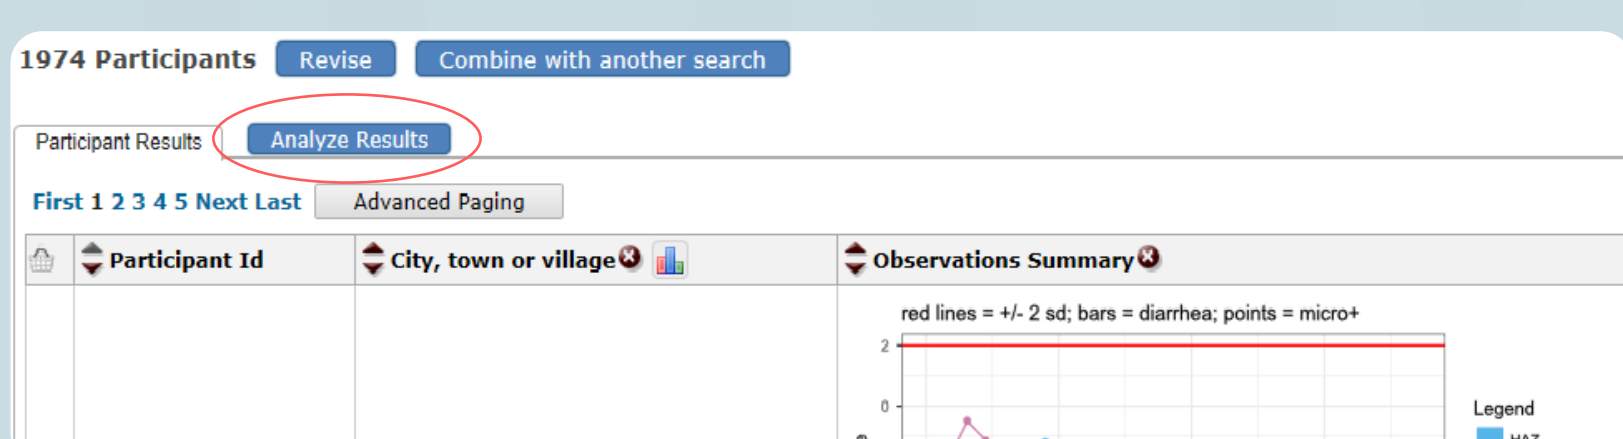 1974 Participants Revise Combine with another search
Participant Results Analyze Results
First 1 2 3 4 5 Next Last Advanced Paging
Participant Id City, town or village Observations Summary
red lines = +/- 2 sd; bars = diarrhea; points = micro+
2
0
Legend
HAZ